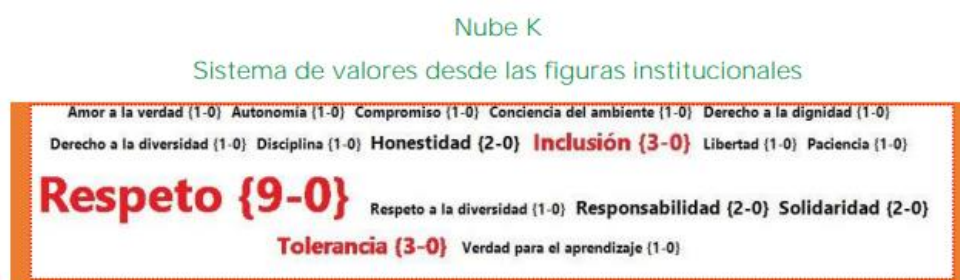 Nube K
Sistema de valores desde las figuras institucionales
Amor a la verdad {1-0} Autonomía {1-0} Compromiso {1-0} Conciencia del ambiente {1-0} Derecho a la dignidad {1-0}
Derecho a la diversidad {1-0} Disciplina {1-0} Honestidad {2-0} Inclusión {3-0} Libertad {1-0} Paciencia {1-0}
Respeto {9-0} Respeto a la diversidad {1-0} Responsabilidad {2-0} Solidaridad {2-0}
Tolerancia {3-0} Verdad para el aprendizaje {1-0}